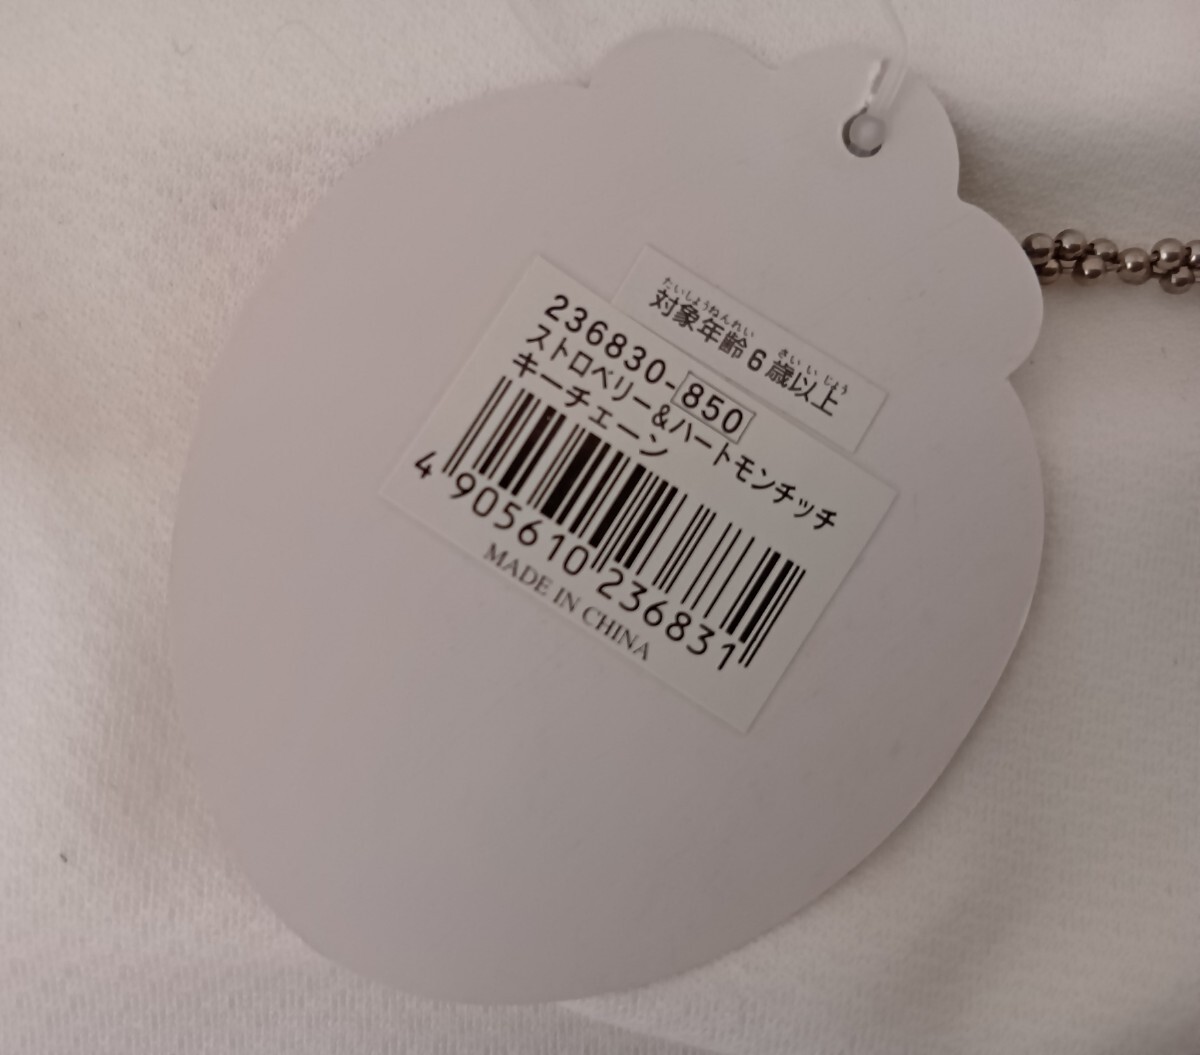 たいしょうねんれい さい いじょう
対象年齢6歳以上
236830-850
ストロベリー&ハートモンチッチ
キーチェーン
4 905610 236831
MADE IN CHINA